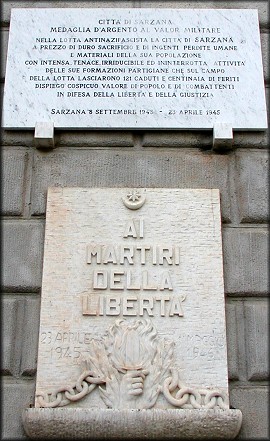 CITTÀ DI SARZANA
MEDAGLIA D'ARGENTO AL VALOR MILITARE
NELLA LOTTA ANTINAZIFASCISTA LA CITTÀ DI SARZANA
A PREZZO DI DURO SACRIFICIO E DI INGENTI PERDITE UMANE
E MATERIALI DELLA SUA POPOLAZIONE
CON INTENSA, TENACE, IRRIDUCIBILE ED ININTERROTTA ATTIVITÀ
DELLE SUE FORMAZIONI PARTIGIANE CHE SUL CAMPO
DELLA LOTTA LASCIARONO 121 CADUTI E CENTINAIA DI FERITI
DISPIEGÒ COSPICUO VALORE DI POPOLO E DI COMBATTENTI
IN DIFESA DELLA LIBERTÀ E DELLA GIUSTIZIA
SARZANA 8 SETTEMBRE 1943 - 23 APRILE 1945
AI
MARTIRI
DELLA
LIBERTA'
23 APRILE
1945